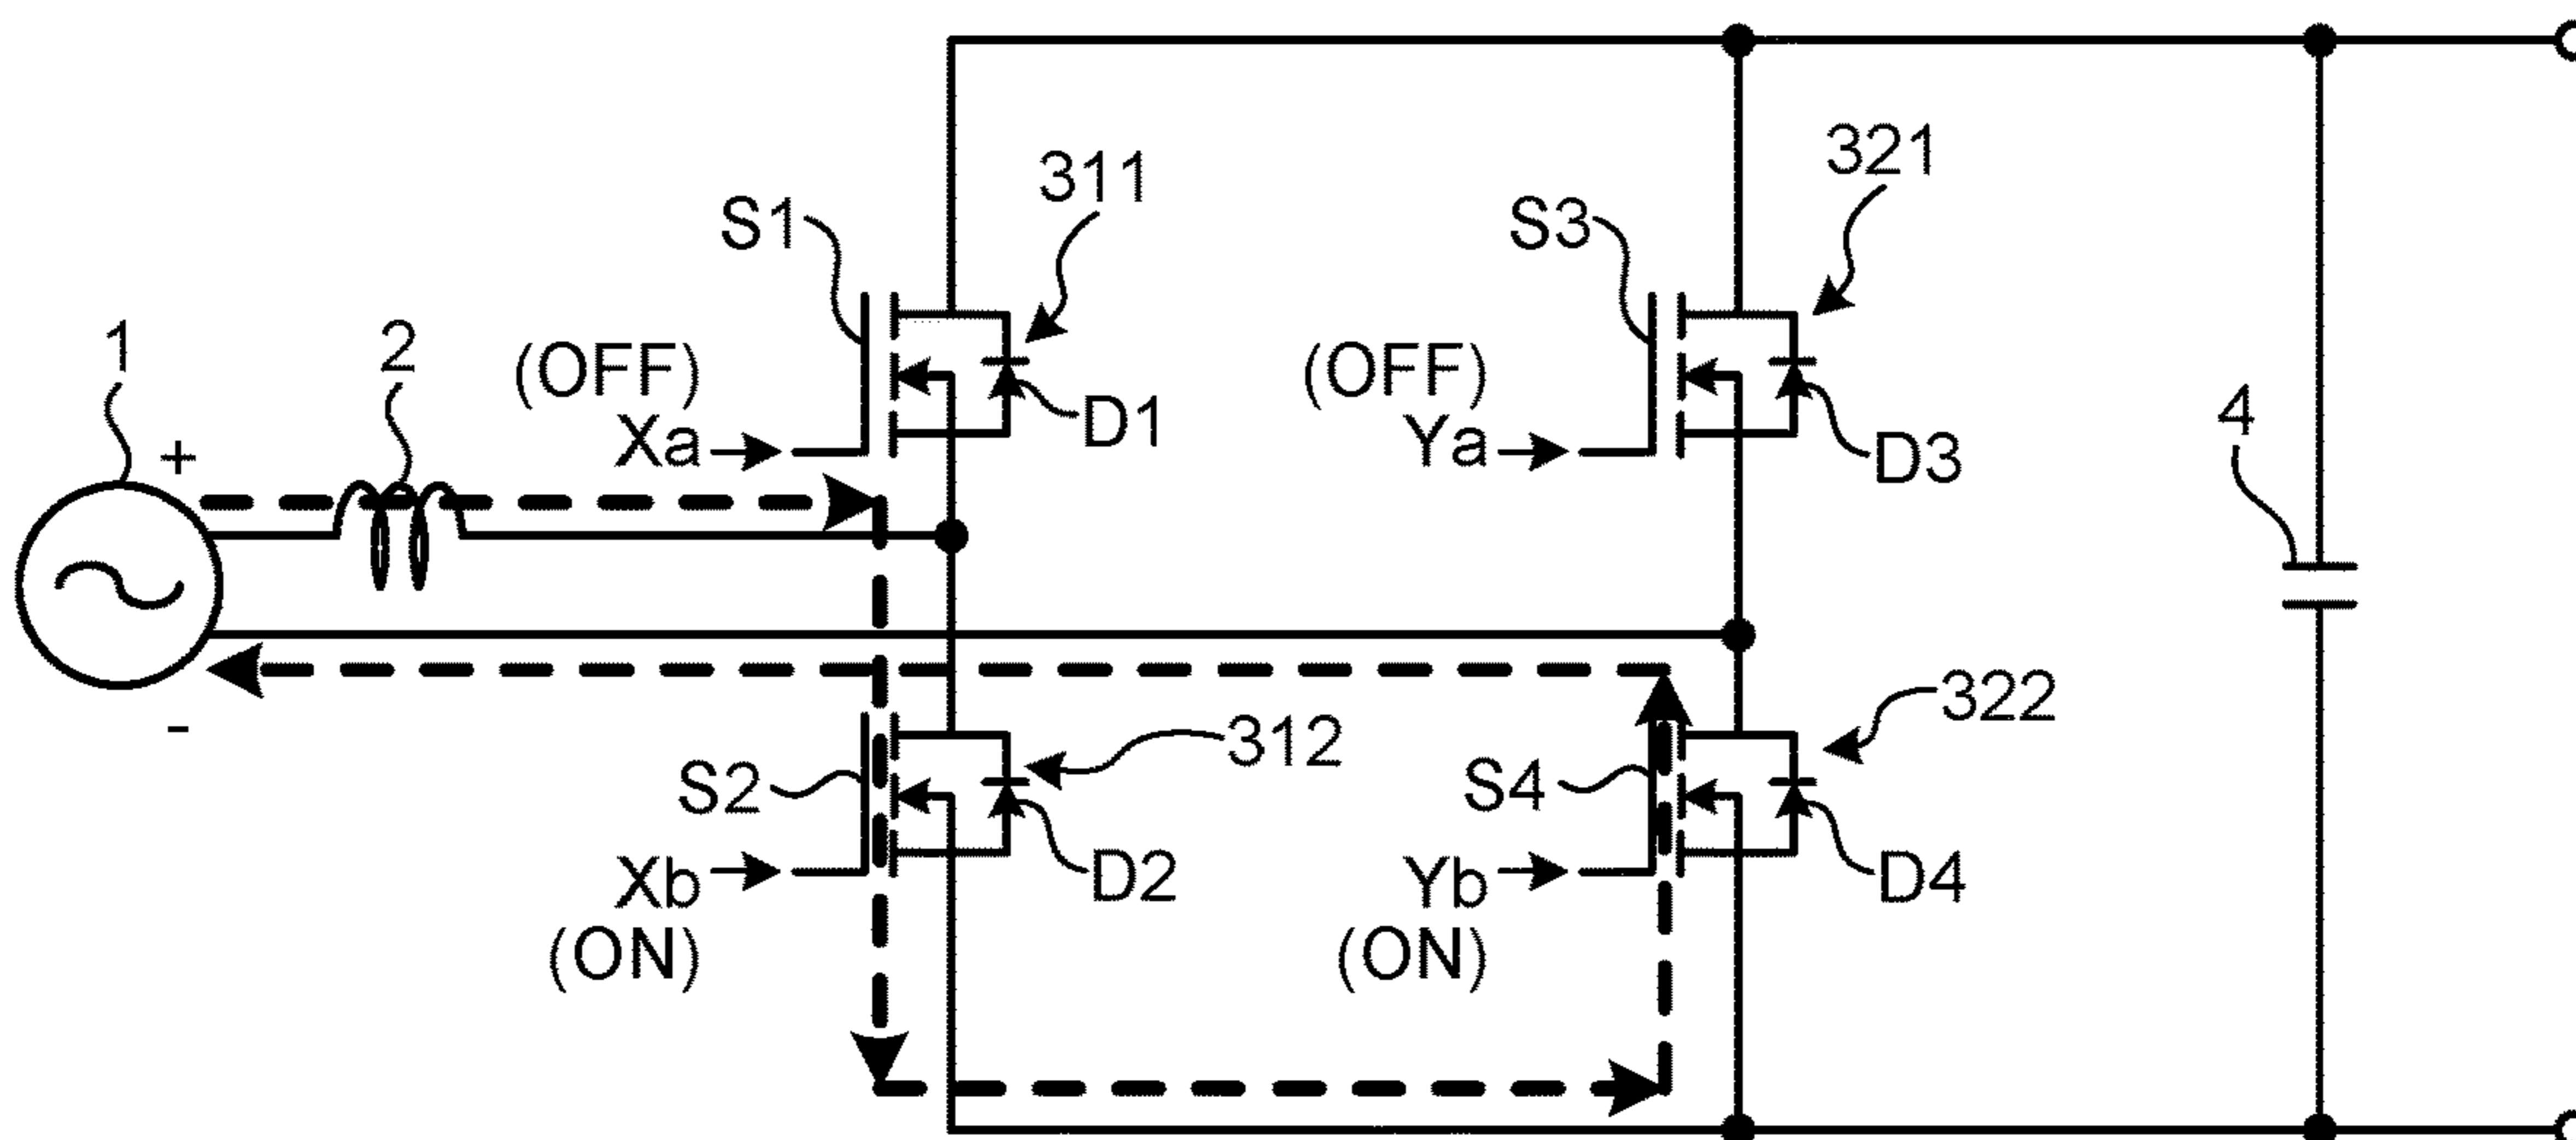 311
321
S1
S3
1
2
(OFF)
(OFF)
+
Xa
D1
Ya
D3
4
-
S2
312
S4
322
Xb
D2
Yb
D4
(ON)
(ON)